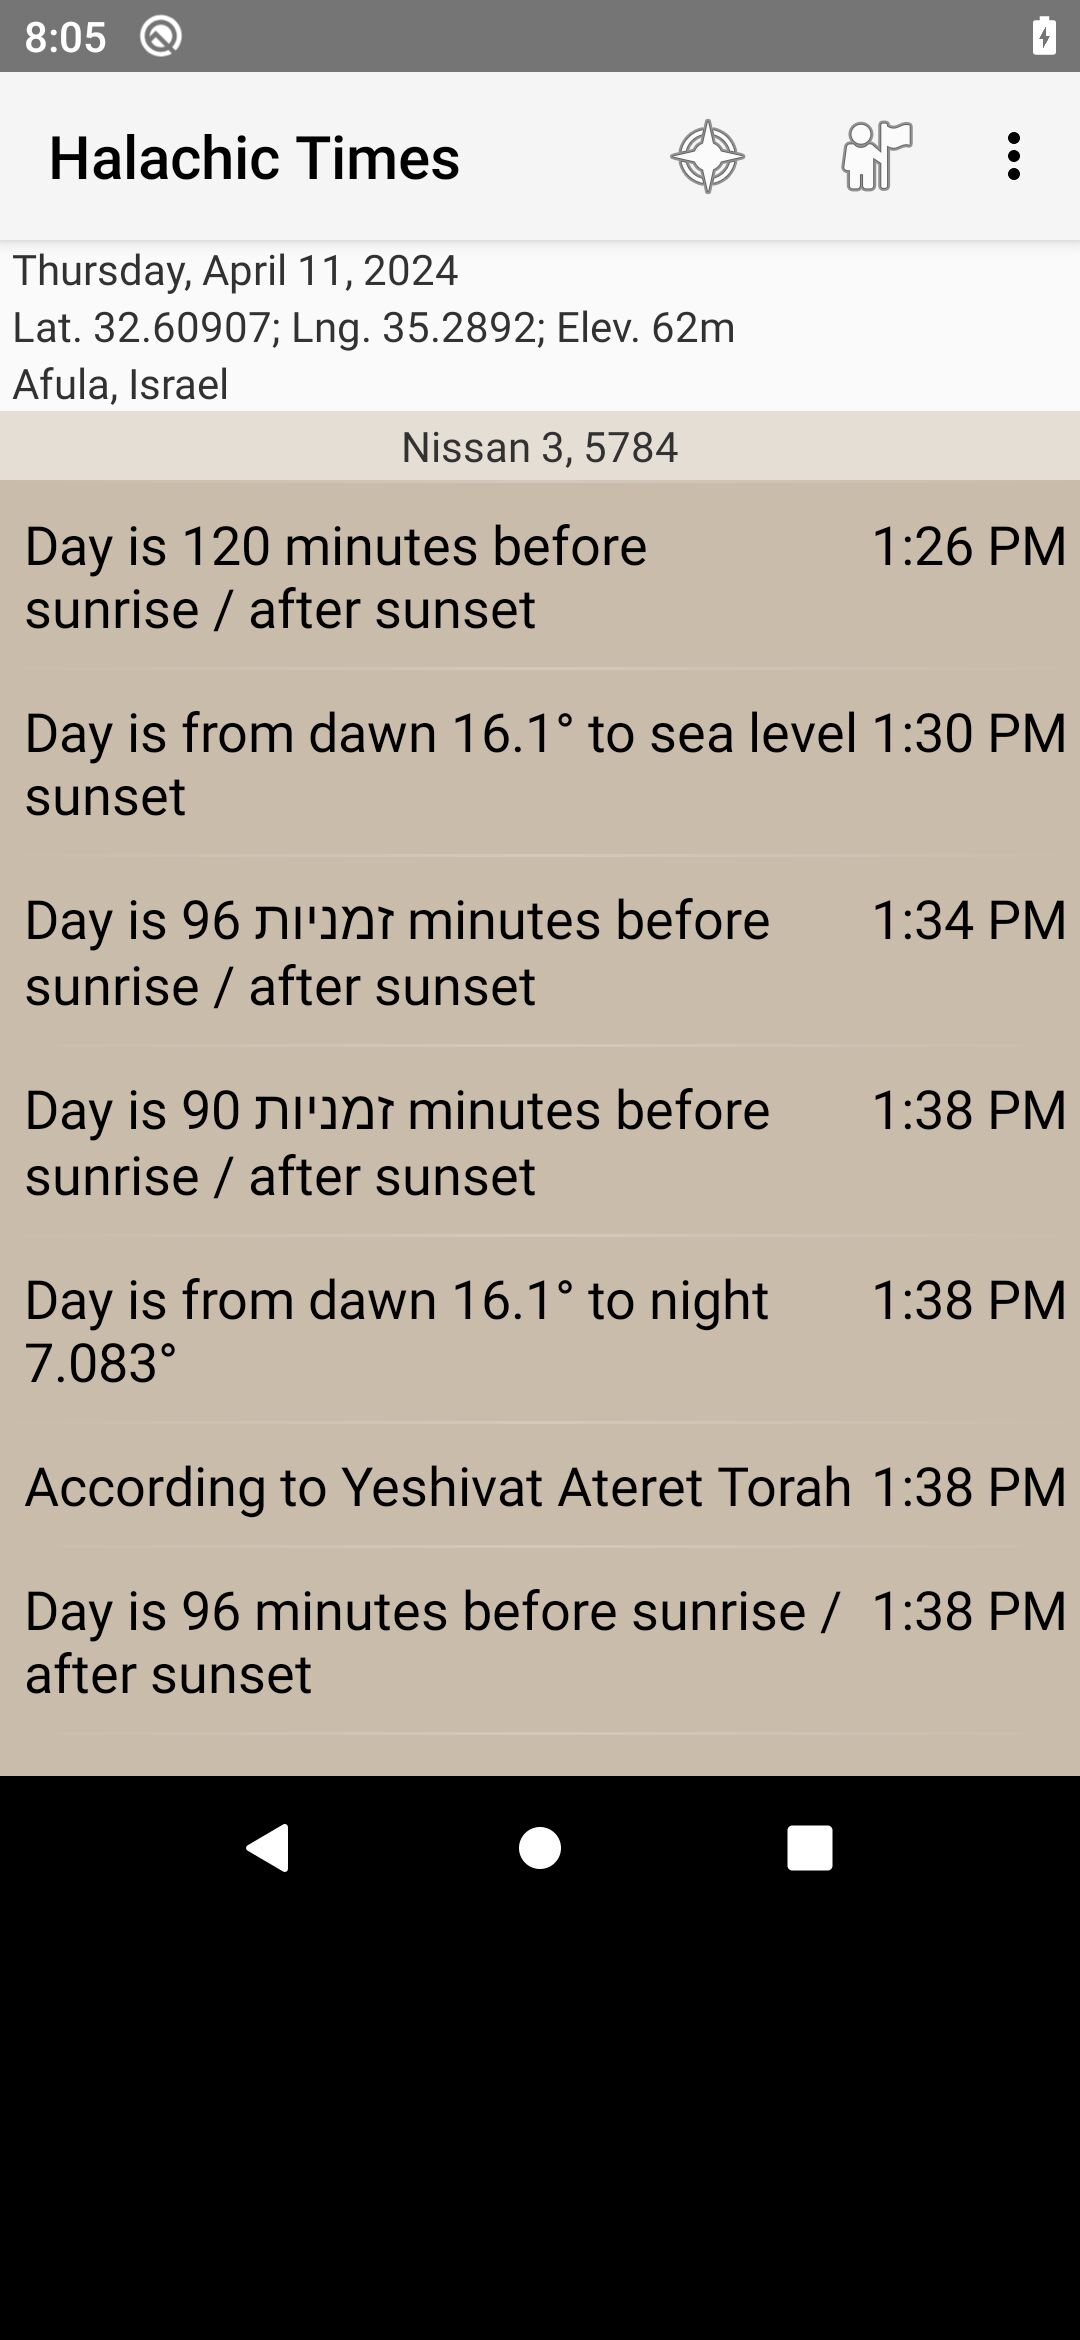 8:05
Halachic Times
Thursday, April 11, 2024
Lat. 32.60907; Lng. 35.2892; Elev. 62m
Afula, Israel
Nissan 3, 5784
Day is 120 minutes before 1:26 PM
sunrise / after sunset
Day is from dawn 16.1° to sea level 1:30 PM
sunset
Day is 96 זמניות minutes before 1:34 PM
sunrise / after sunset
Day is 90 זמניות minutes before 1:38 PM
sunrise / after sunset
Day is from dawn 16.1° to night 1:38 PM
7.083°
According to Yeshivat Ateret Torah 1:38 PM
Day is 96 minutes before sunrise / 1:38 PM
after sunset